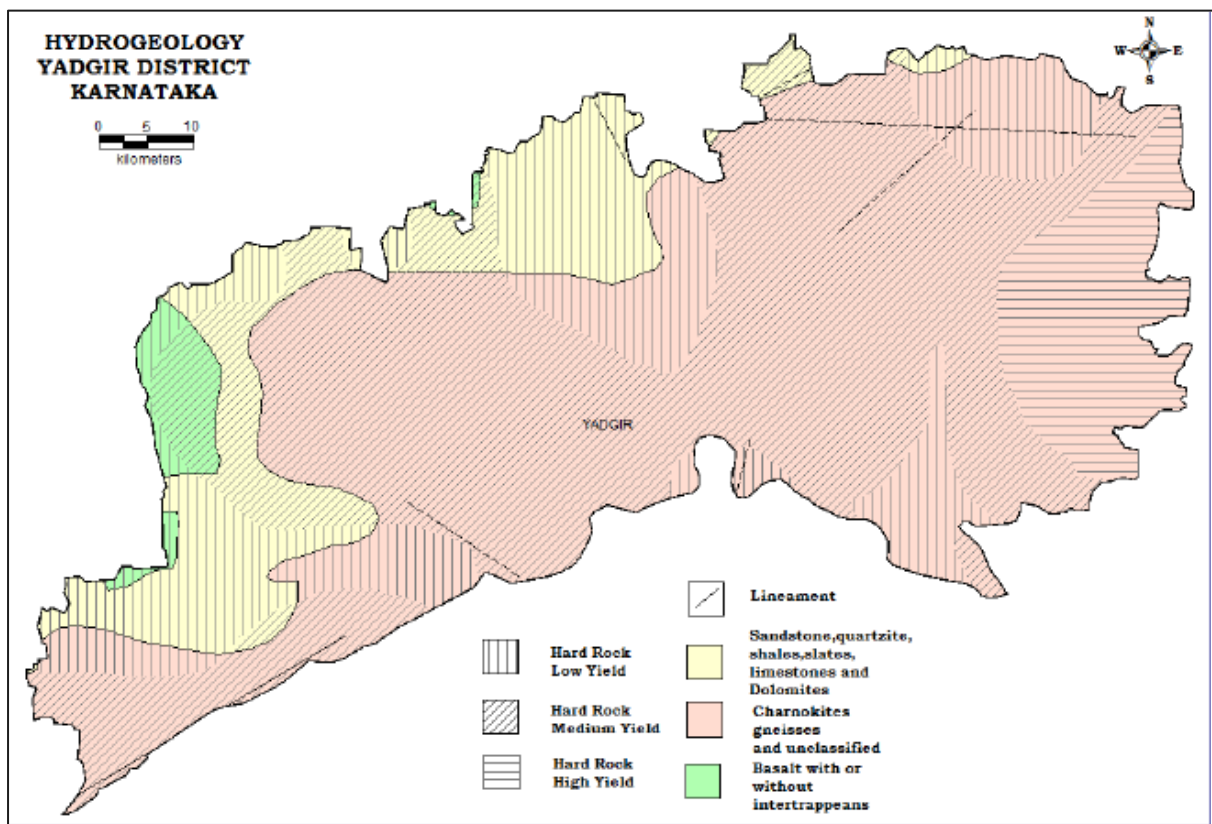 HYDROGEOLOGY
YADGIR DISTRICT
KARNATAKA
0 5 10
kilometers
N
W E
S
YADGIR
Hard Rock
Low Yield
Hard Rock
Medium Yield
Hard Rock
High Yield
Lineament
Sandstone,quartzite,
shales,slates,
limestones and
Dolomites
Charnokites
gneisses
and unclassified
Basalt with or
without
intertrappeans